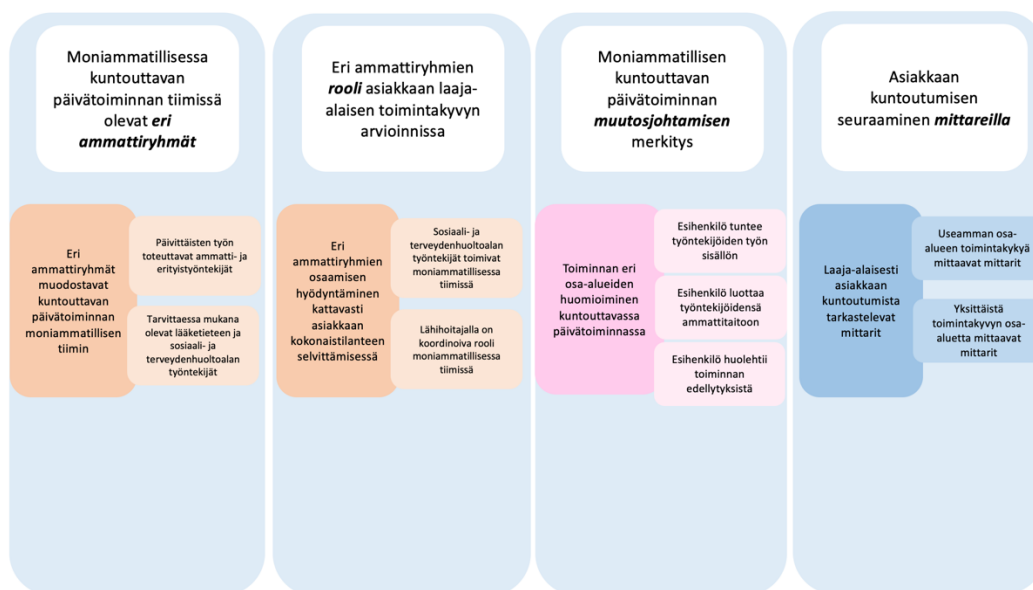 Moniammatillisessa
kuntouttavan
päivätoiminnan tiimissä
olevat eri
ammattiryhmät
Eri
ammattiryhmät
muodostavat
kuntouttavan
päivätoiminnan
moniammatillisen
tiimin
Päivittäisten työn
toteuttavat ammatti- ja
erityistyöntekijät
Tarvittaessa mukana
olevat lääketieteen ja
sosiaali- ja
terveydenhuoltoalan
työntekijät
Eri ammattiryhmien
rooli asiakkaan laaja-
alaisen toimintakyvyn
arvioinnissa
Eri
ammattiryhmien
osaamisen
hyödyntäminen
kattavasti
asiakkaan
kokonaistilanteen
selvittämisessä
Sosiaali- ja
terveydenhuoltoalan
työntekijät toimivat
moniammatillisessa
tiimissä
Lähihoitajalla on
koordinoiva rooli
moniammatillisessa
tiimissä
Moniammatillisen
kuntouttavan
päivätoiminnan
muutosjohtamisen
merkitys
Toiminnan eri
osa-alueiden
huomioiminen
kuntouttavassa
päivätoiminnassa
Esihenkilö tuntee
työntekijöiden työn
sisällön
Esihenkilö luottaa
työntekijöidensä
ammattitaitoon
Esihenkilö huolehtii
toiminnan
edellytyksistä
Asiakkaan
kuntoutumisen
seuraaminen mittareilla
Laaja-alaisesti
asiakkaan
kuntoutumista
tarkastelevat
mittarit
Useamman osa-
alueen toimintakykyä
mittaavat mittarit
Yksittäistä
toimintakyvyn osa-
aluetta mittaavat
mittarit